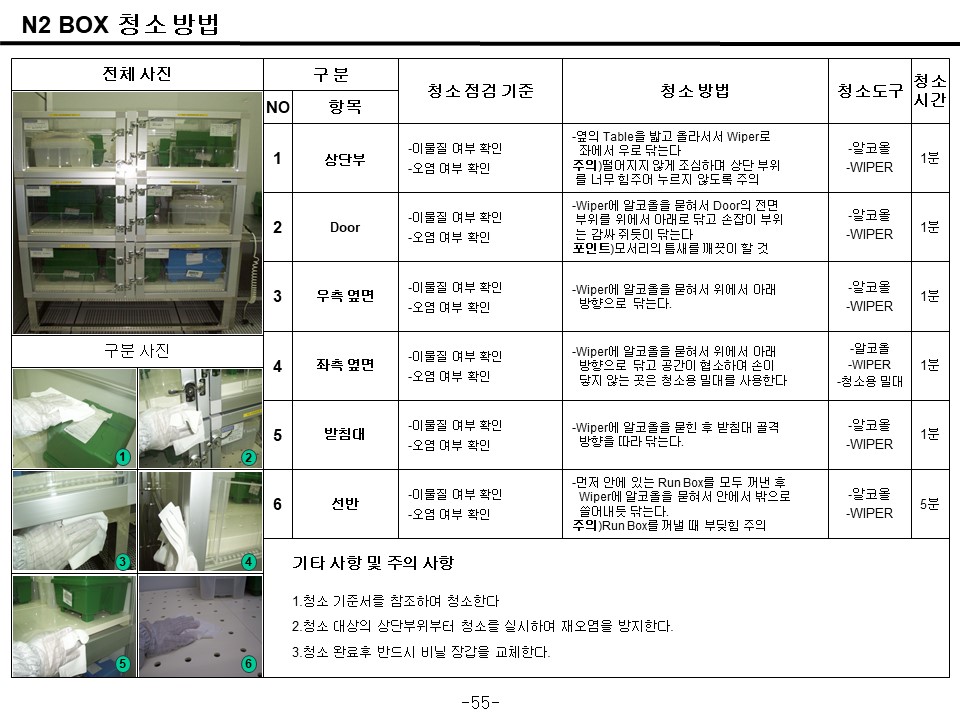 N2 BOX 청소 방법
전체 사진
구 분
청소 점검 기준
청소 방법
청소도구
청소
시간
NO
항목
1
상단부
-이물질 여부 확인
-오염 여부 확인
-옆의 Table을 밟고 올라서서 Wiper로
좌에서 우로 닦는다
주의)떨어지지 않게 조심하며 상단 부위
를 너무 힘주어 누르지 않도록 주의
-알코올
-WIPER
1분
2
Door
-이물질 여부 확인
-오염 여부 확인
-Wiper에 알코올을 묻혀서 Door의 전면
부위를 위에서 아래로 닦고 손잡이 부위
는 감싸 쥐듯이 닦는다
포인트)모서리의 틈새를 깨끗이 할 것
-알코올
-WIPER
1분
3
우측 옆면
-이물질 여부 확인
-오염 여부 확인
-Wiper에 알코올을 묻혀서 위에서 아래
방향으로 닦는다.
-알코올
-WIPER
1분
구분 사진
4
좌측 옆면
-이물질 여부 확인
-오염 여부 확인
-Wiper에 알코올을 묻혀서 위에서 아래
방향으로 닦고 공간이 협소하여 손이
닿지 않는 곳은 청소용 밀대를 사용한다
-알코올
-WIPER
-청소용 밀대
1분
5
받침대
-이물질 여부 확인
-오염 여부 확인
-Wiper에 알코올을 묻힌 후 받침대 골격
방향을 따라 닦는다.
-알코올
-WIPER
1분
6
선반
-이물질 여부 확인
-오염 여부 확인
-먼저 안에 있는 Run Box를 모두 꺼낸 후
Wiper에 알코올을 묻혀서 안에서 밖으로
쓸어내듯 닦는다.
주의)Run Box를 꺼낼 때 부딪힘 주의
-알코올
-WIPER
5분
1
2
3
4
5
6
기타 사항 및 주의 사항
1.청소 기준서를 참조하여 청소한다
2.청소 대상의 상단부위부터 청소를 실시하여 재오염을 방지한다.
3.청소 완료후 반드시 비닐 장갑을 교체한다.
-55-